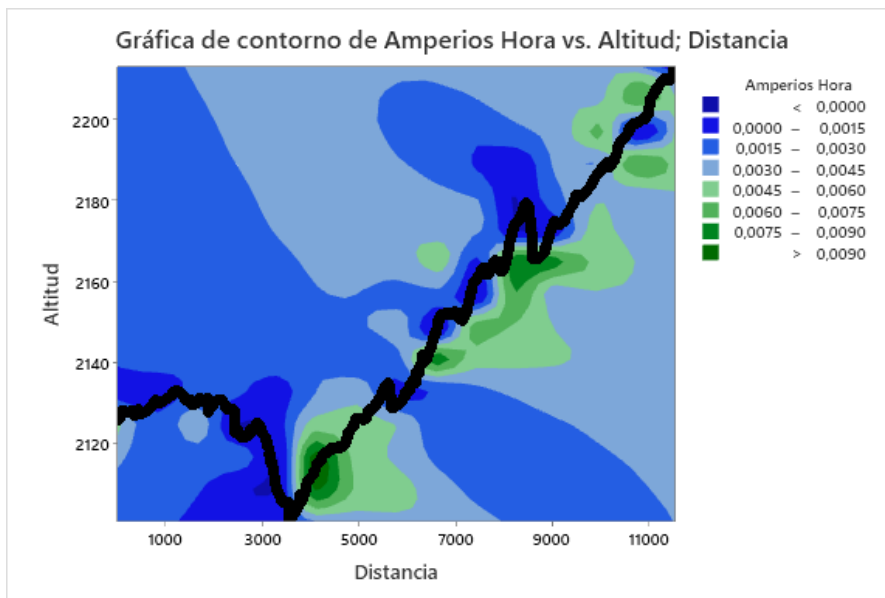 Gráfica de contorno de Amperios Hora vs. Altitud; Distancia
Amperios Hora
< 0,0000
0,0000 – 0,0015
0,0015 – 0,0030
0,0030 – 0,0045
0,0045 – 0,0060
0,0060 – 0,0075
0,0075 – 0,0090
> 0,0090
Altitud
2200
2180
2160
2140
2120
1000 3000 5000 7000 9000 11000
Distancia